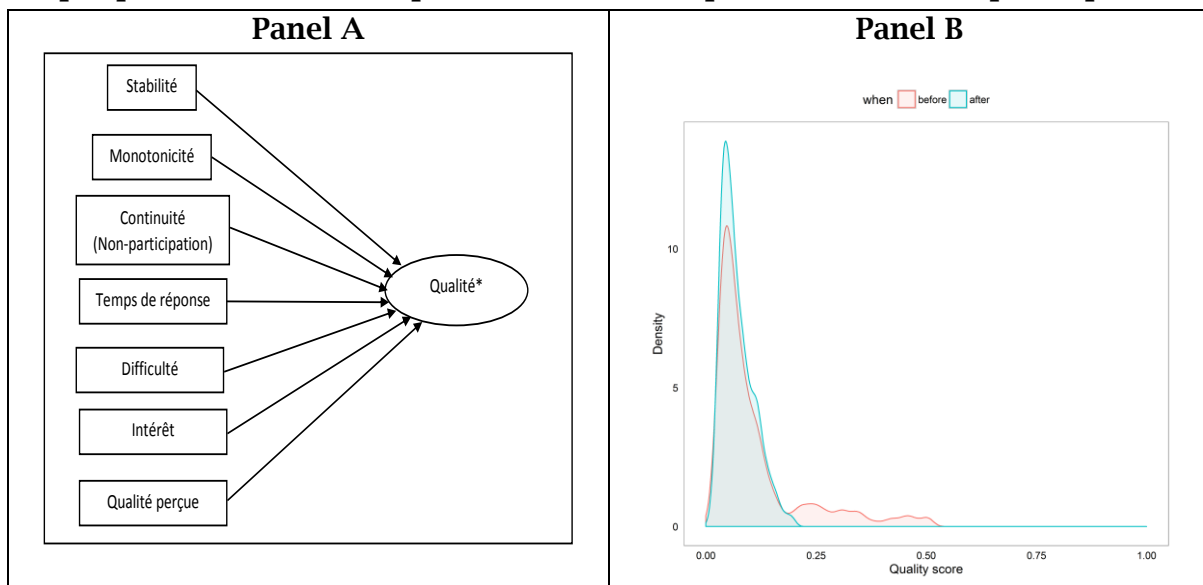 Panel A
Stabilité
Monotonicité
Continuité
(Non-participation)
Temps de réponse
Difficulté
Intérêt
Qualité perçue
Qualité*
Panel B
when before after
Density
10
5
0
0.00 0.25 0.50 0.75 1.00
Quality score